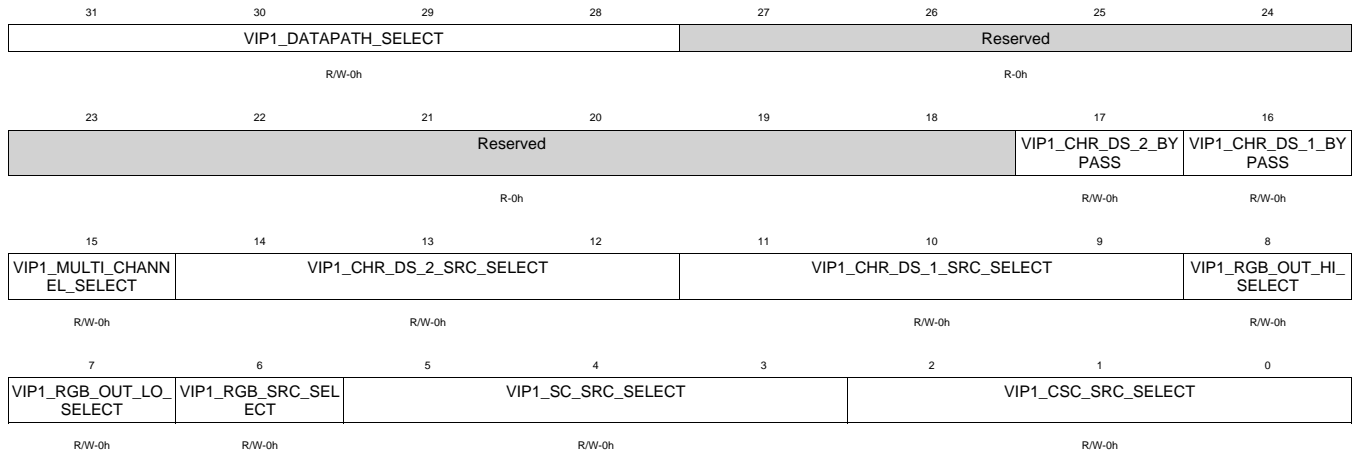 31 30 29 28 27 26 25 24
VIP1_DATAPATH_SELECT Reserved
R/W-0h R-0h
23 22 21 20 19 18 17 16
Reserved VIP1_CHR_DS_2_BY VIP1_CHR_DS_1_BY
PASS PASS
R-0h R/W-0h R/W-0h
15 14 13 12 11 10 9 8
VIP1_MULTI_CHANN VIP1_CHR_DS_2_SRC_SELECT VIP1_CHR_DS_1_SRC_SELECT VIP1_RGB_OUT_HI_
EL_SELECT SELECT
R/W-0h R/W-0h R/W-0h R/W-0h
7 6 5 4 3 2 1 0
VIP1_RGB_OUT_LO_ VIP1_RGB_SRC_SEL VIP1_SC_SRC_SELECT VIP1_CSC_SRC_SELECT
SELECT ECT
R/W-0h R/W-0h R/W-0h R/W-0h